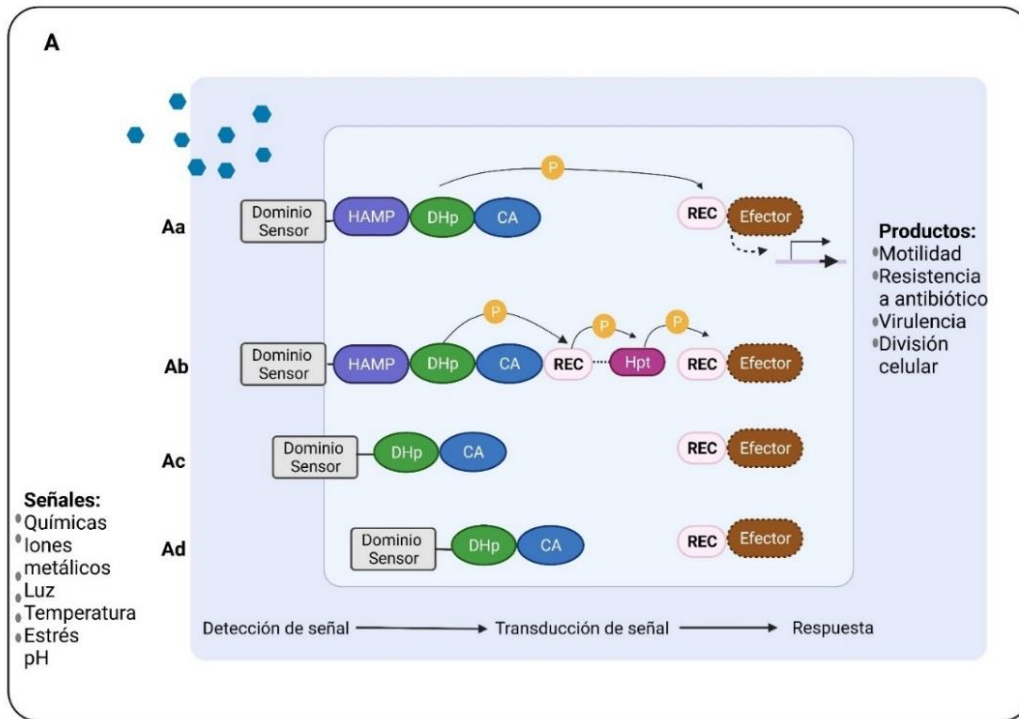 A
Aa
Dominio
Sensor
HAMP
DHp
CA
P
REC
Efector
Ab
Dominio
Sensor
HAMP
DHp
CA
P
REC
P
Hpt
P
REC
Efector
Ac
Dominio
Sensor
DHp
CA
REC
Efector
Ad
Dominio
Sensor
DHp
CA
REC
Efector
Señales:
Químicas
Iones
metálicos
Luz
Temperatura
Estrés
pH
Productos:
Motilidad
Resistencia
a antibiótico
Virulencia
División
celular
Detección de señal
Transducción de señal
Respuesta